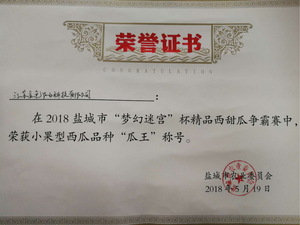 荣誉证书
CONGRATULATION
：
在2018盐城市“梦幻迷宫”杯精品西甜瓜争霸赛中，
荣获小果型西瓜品种“瓜王”称号。
盐城市农业委员会
2018年5月19日